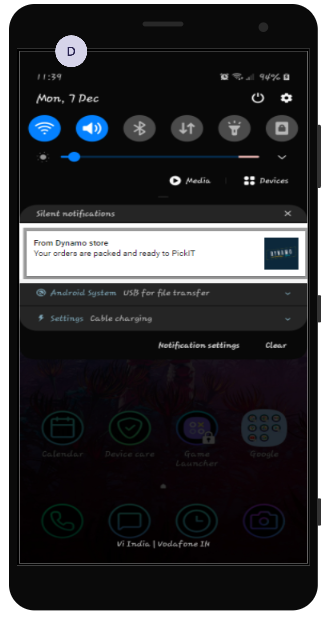 D
11:39
94%
Mon, 7 Dec
Media
Devices
Silent notifications
From Dynamo store
Your orders are packed and ready to PickIT
DYNAMO
Android System USB for file transfer
Settings Cable charging
Notification settings Clear
Calendar Device care Game Launcher Google
Vi India | Vodafone IN